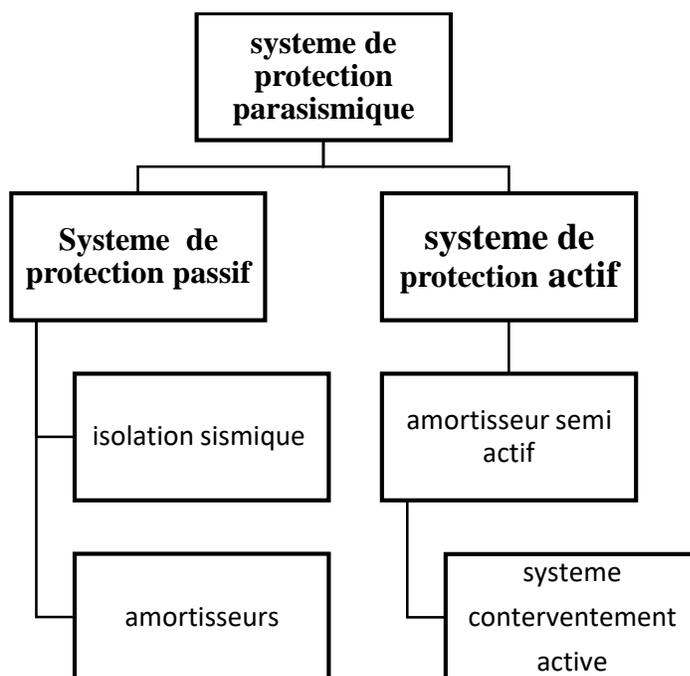 systeme de
protection
parasismique
Systeme de
protection passif
systeme de
protection actif
isolation sismique
amortisseur semi
actif
amortisseurs
systeme
conterventement
active